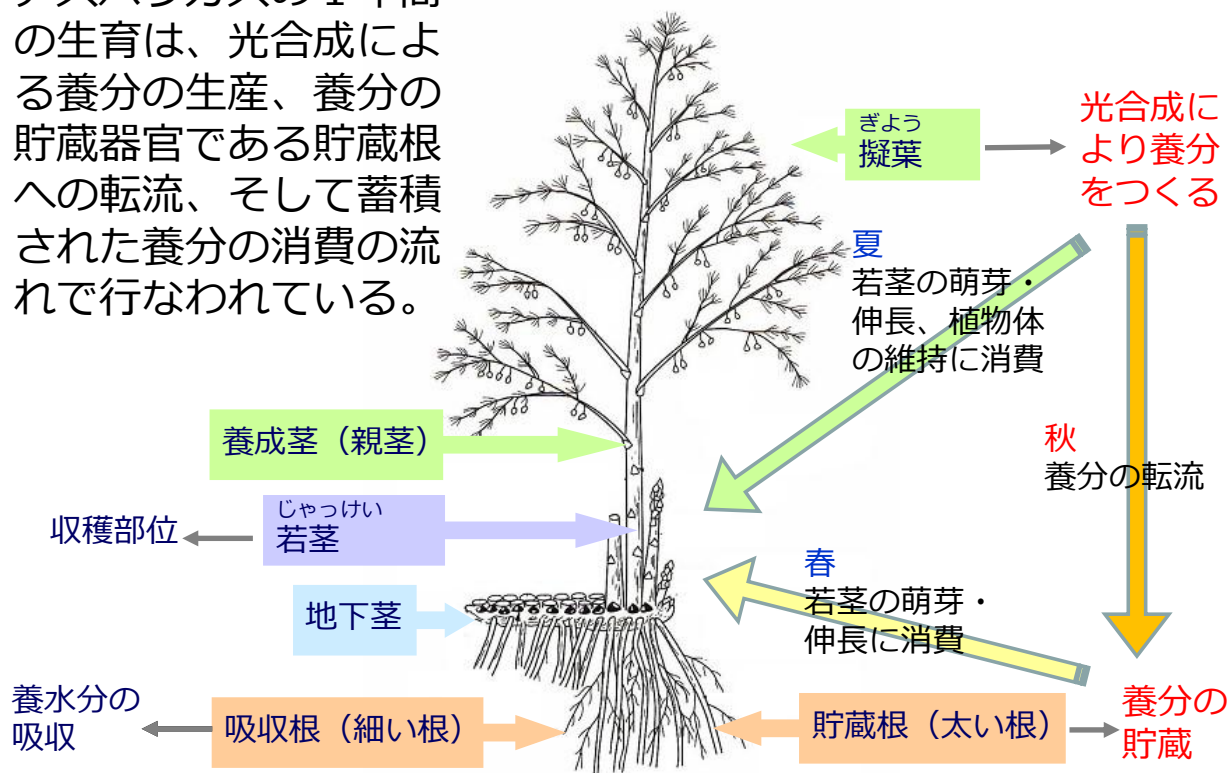 の生育は、光合成によ
る養分の生産、養分の
貯蔵器官である貯蔵根
への転流、そして蓄積
された養分の消費の流
れで行なわれている。
ぎよう
擬葉
光合成に
より養分
をつくる
夏
若茎の萌芽・
伸長、植物体
の維持に消費
養成茎（親茎）
秋
養分の転流
収穫部位
じゃっけい
若茎
春
若茎の萌芽・
伸長に消費
地下茎
養水分の
吸収
吸収根（細い根）
貯蔵根（太い根）
養分の
貯蔵